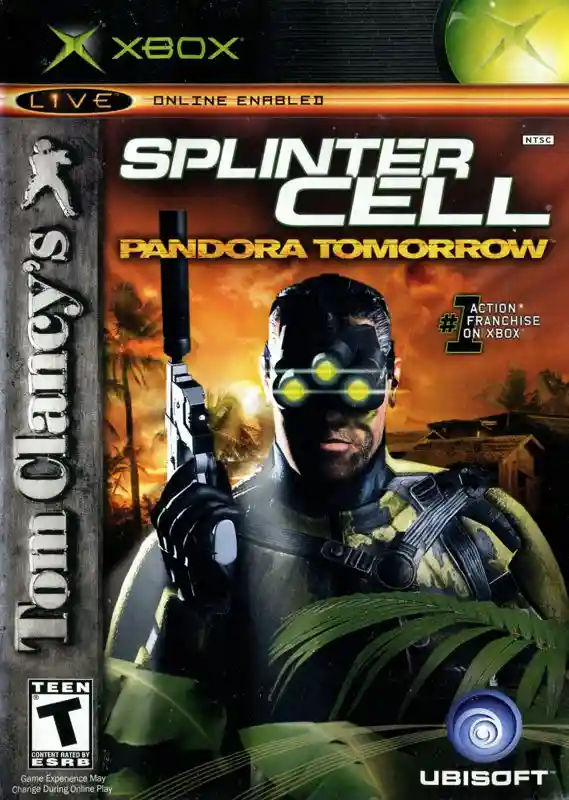 XBOX
LIVE ONLINE ENABLED
NTSC
SPLINTER
CELL
PANDORA TOMORROW™
#1 ACTION*
FRANCHISE
ON XBOX
Tom Clancy's
TEEN
T
CONTENT RATED BY
ESRB
Game Experience May
Change During Online Play
UBISOFT